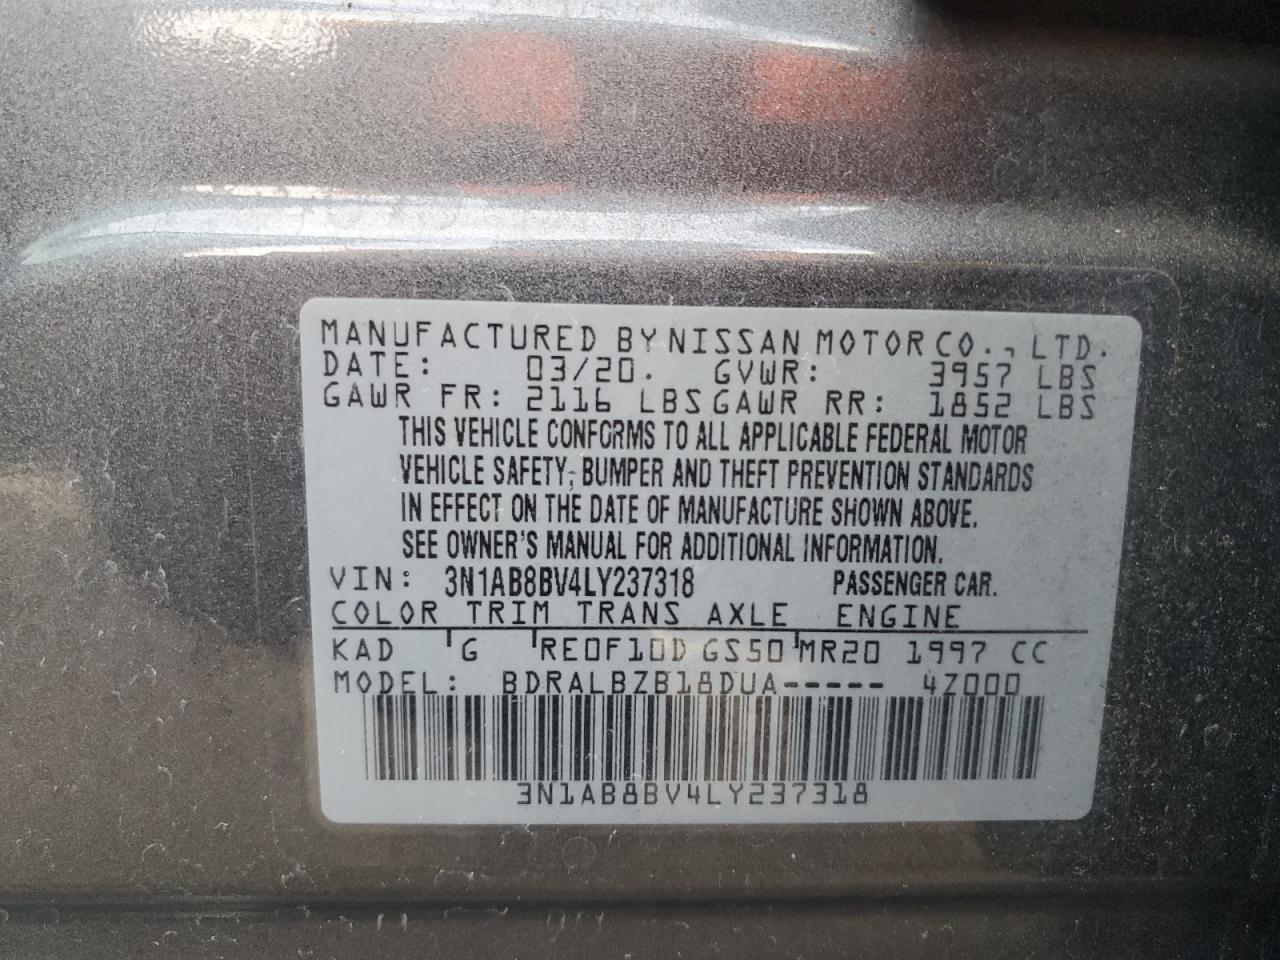 MANUFACTURED BY NISSAN MOTOR CO., LTD.
DATE: 03/20. GVWR: 3957 LBS
GAWR FR: 2116 LBS GAWR RR: 1852 LBS
THIS VEHICLE CONFORMS TO ALL APPLICABLE FEDERAL MOTOR
VEHICLE SAFETY, BUMPER AND THEFT PREVENTION STANDARDS
IN EFFECT ON THE DATE OF MANUFACTURE SHOWN ABOVE.
SEE OWNER'S MANUAL FOR ADDITIONAL INFORMATION.
VIN: 3N1AB8BV4LY237318 PASSENGER CAR.
COLOR TRIM TRANS AXLE ENGINE
KAD G RE0F10D GS50 MR20 1997 CC
MODEL: BDRALBZB18DUA----- 4Z000
3N1AB8BV4LY237318